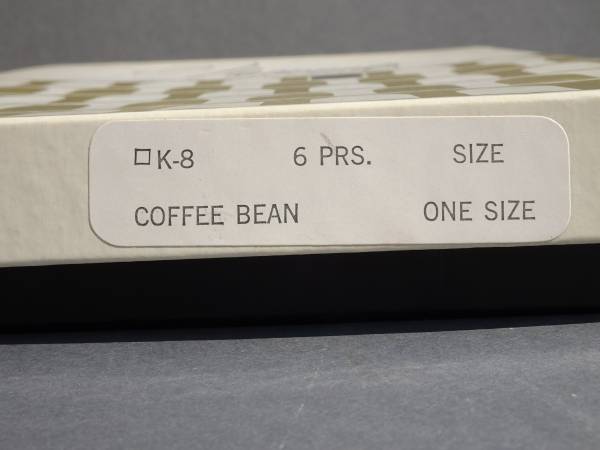 ☐K-8 6 PRS. SIZE
COFFEE BEAN ONE SIZE